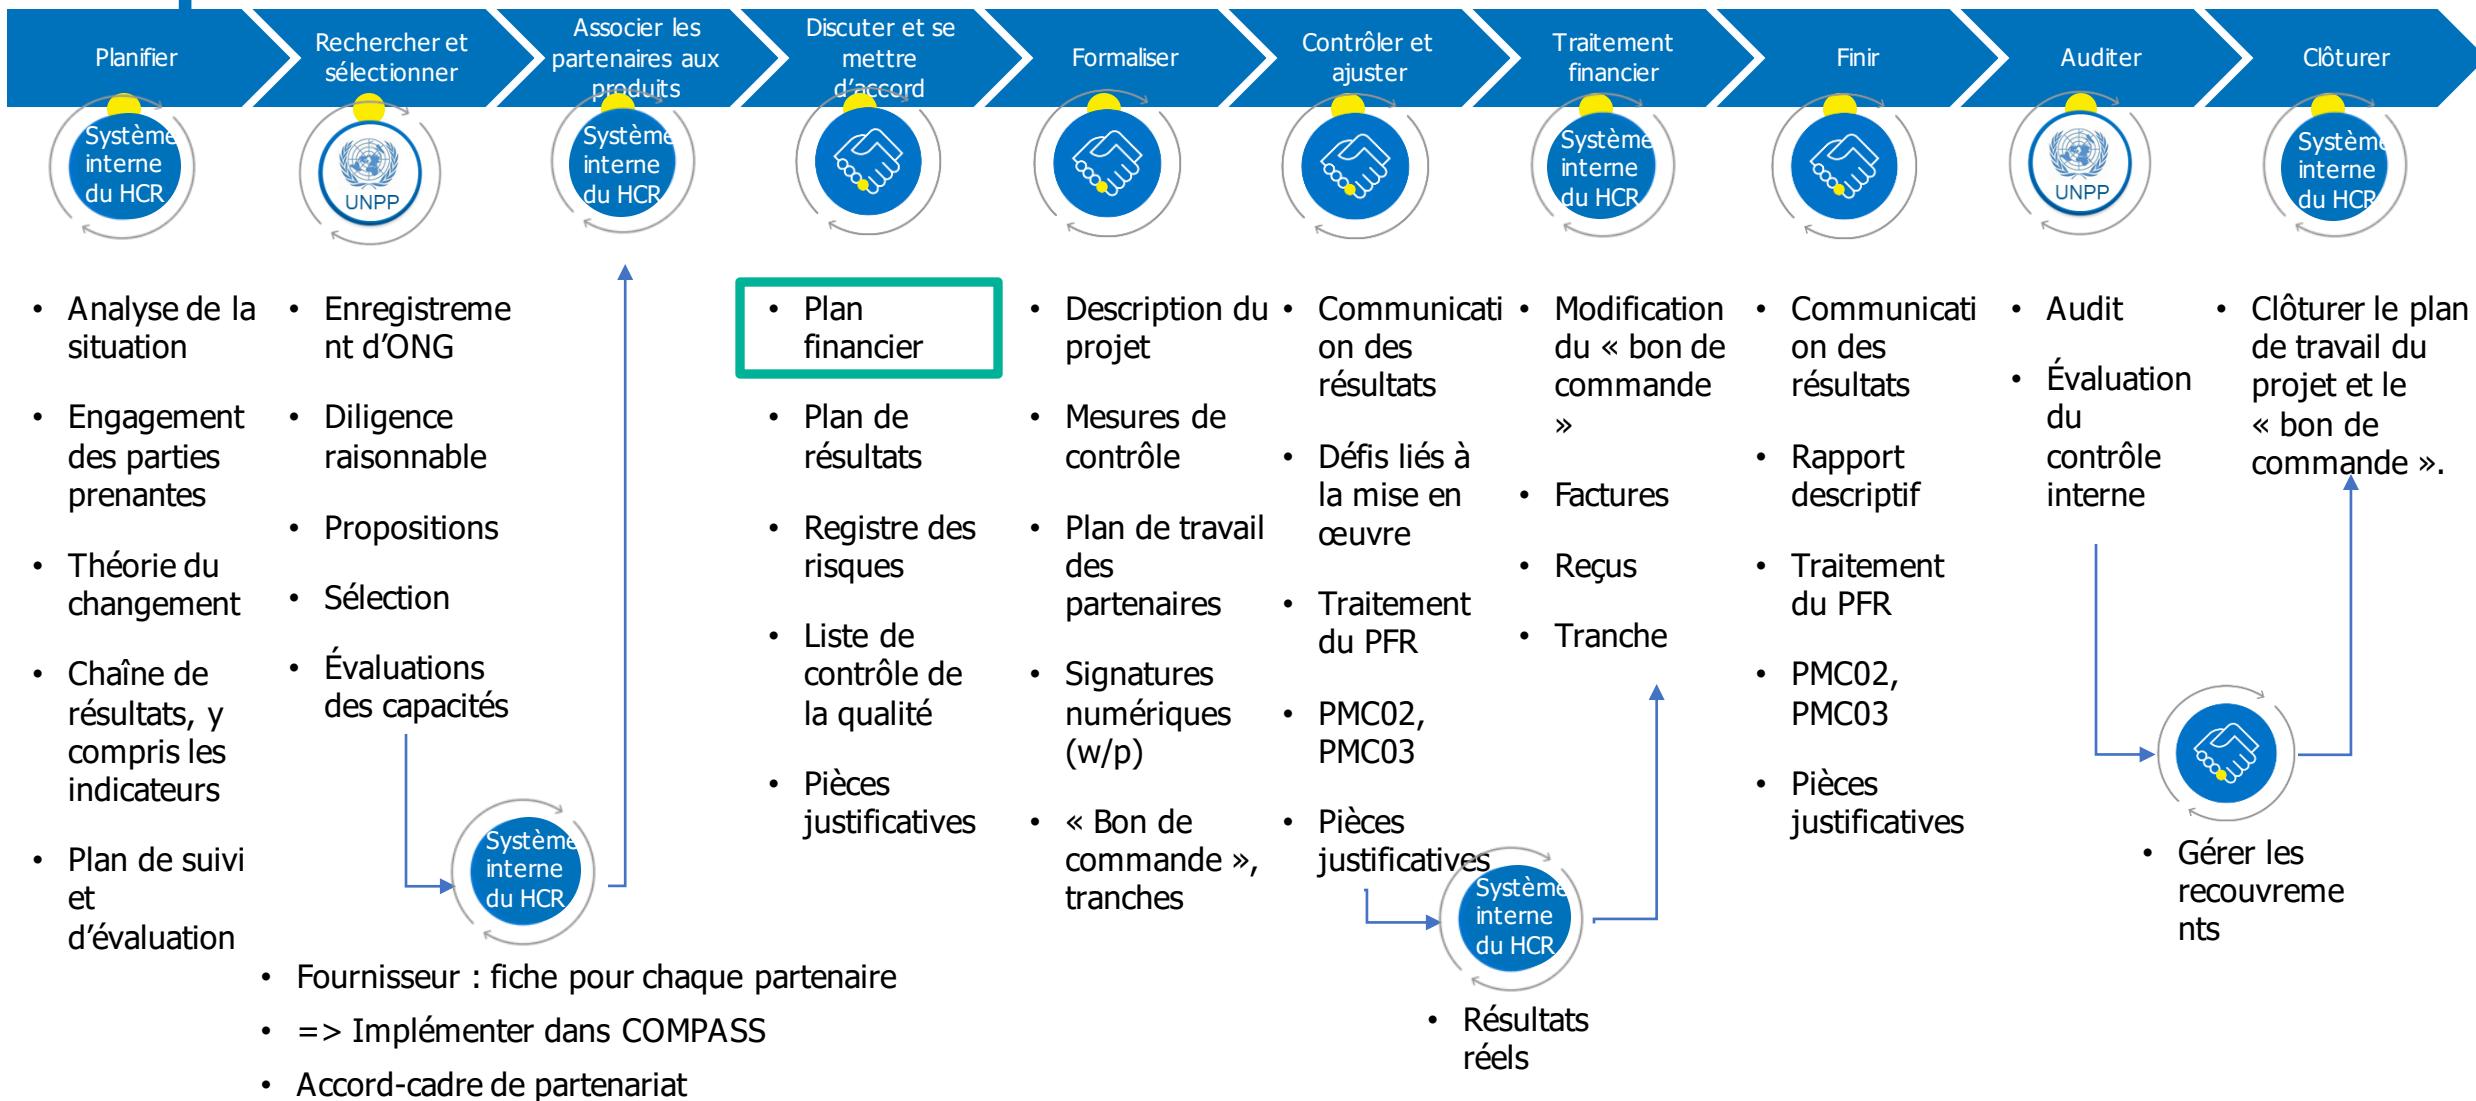 Planifier
Rechercher et
sélectionner
Associer les
partenaires aux
produits
Discuter et se
mettre
d'accord
Formaliser
Contrôler et
ajuster
Traitement
financier
Finir
Auditer
Clôturer
Système
interne
du HCR
UNPP
Système
interne
du HCR
Système
interne
du HCR
UNPP
Système
interne
du HCR
• Analyse de la
situation
• Engagement
des parties
prenantes
• Théorie du
changement
• Chaîne de
résultats, y
compris les
indicateurs
• Plan de suivi
et
d'évaluation
• Enregistreme
nt d'ONG
• Diligence
raisonnable
• Propositions
• Sélection
• Évaluations
des capacités
Système
interne
du HCR
• Fournisseur : fiche pour chaque partenaire
• => Implémenter dans COMPASS
• Accord-cadre de partenariat
• Plan
financier
• Plan de
résultats
• Registre des
risques
• Liste de
contrôle de
la qualité
• Pièces
justificatives
• Description du
projet
• Mesures de
contrôle
• Plan de travail
des
partenaires
• Signatures
numériques
(w/p)
• « Bon de
commande »,
tranches
• Communicati
on des
résultats
• Défis liés à
la mise en
œuvre
• Traitement
du PFR
• PMC02,
PMC03
• Pièces
justificatives
Système
interne
du HCR
• Résultats
réels
• Modification
du « bon de
commande
»
• Factures
• Reçus
• Tranche
• Communicati
on des
résultats
• Rapport
descriptif
• Traitement
du PFR
• PMC02,
PMC03
• Pièces
justificatives
• Audit
• Évaluation
du
contrôle
interne
• Gérer les
recouvreme
nts
• Clôturer le plan
de travail du
projet et le
« bon de
commande ».